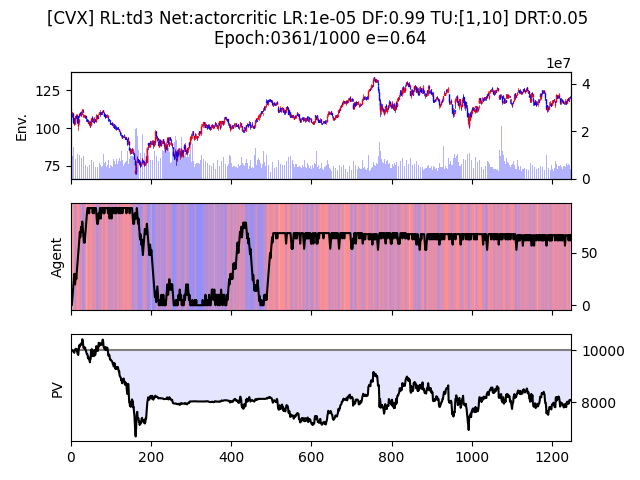 [CVX] RL:td3 Net:actorcritic LR:1e-05 DF:0.99 TU:[1,10] DRT:0.05
Epoch:0361/1000 e=0.64
1e7
125
100
75
Env.
4
2
0
Agent
50
0
PV
10000
8000
0
200
400
600
800
1000
1200